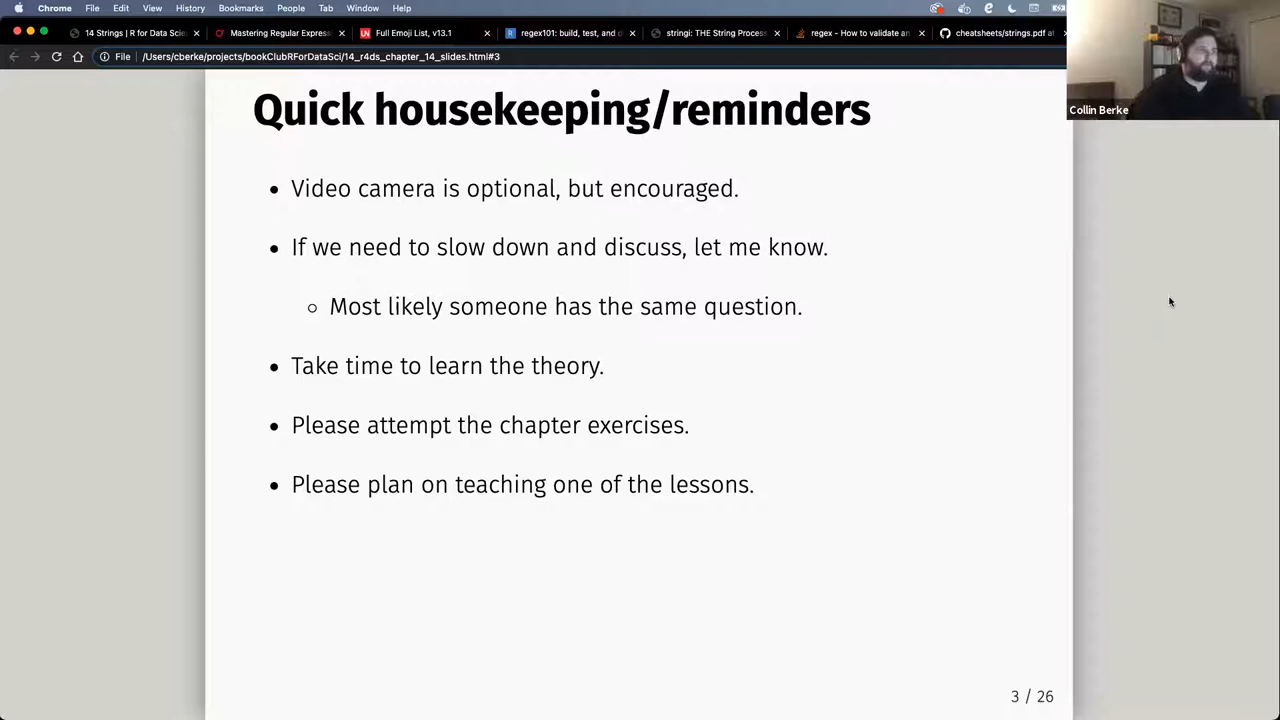 Chrome File Edit View History Bookmarks People Tab Window Help
14 Strings | R for Data Scie
Mastering Regular Express
Full Emoji List, v13.1
regex101: build, test, and d
stringi: THE String Process
regex - How to validate an
cheatsheets/strings.pdf at
File /Users/cberke/projects/bookClubRForDataSci/14_r4ds_chapter_14_slides.html#3
Collin Berke
Quick housekeeping/reminders
• Video camera is optional, but encouraged.
• If we need to slow down and discuss, let me know.
○ Most likely someone has the same question.
• Take time to learn the theory.
• Please attempt the chapter exercises.
• Please plan on teaching one of the lessons.
3 / 26